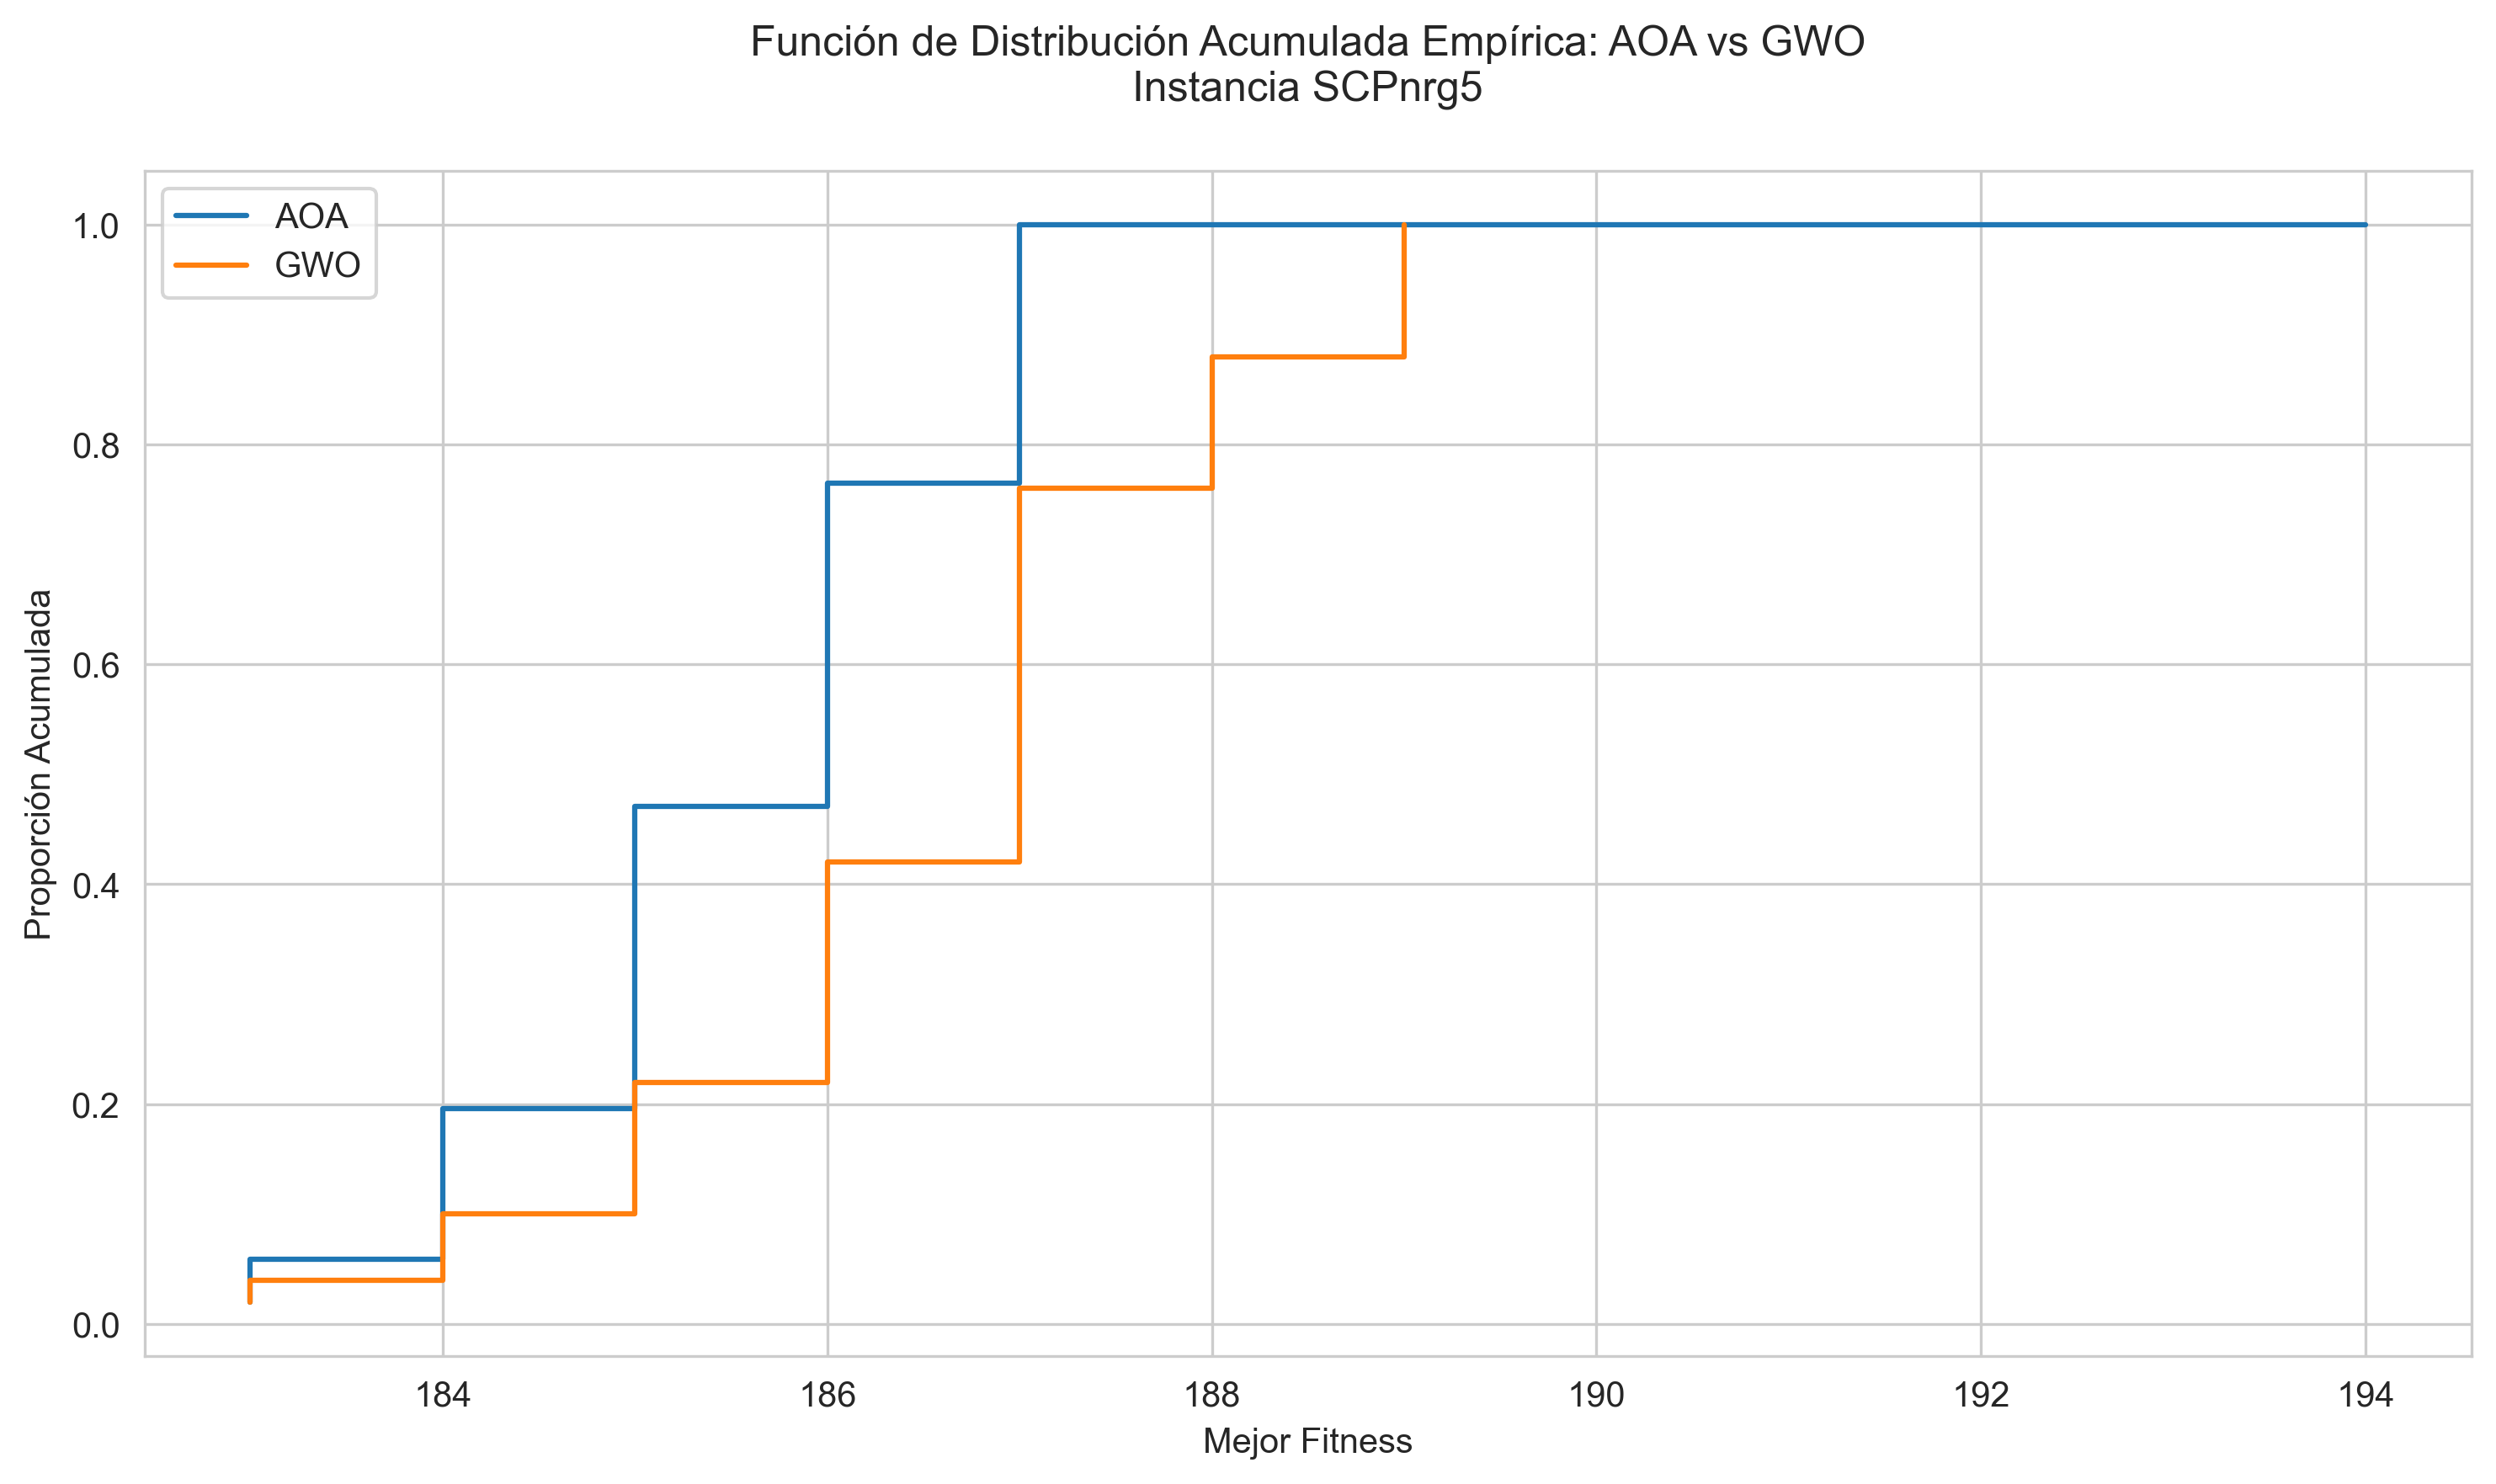 Función de Distribución Acumulada Empírica: AOA vs GWO
Instancia SCPnrg5
AOA
GWO
1.0
0.8
0.6
0.4
0.2
0.0
Proporción Acumulada
184
186
188
190
192
194
Mejor Fitness